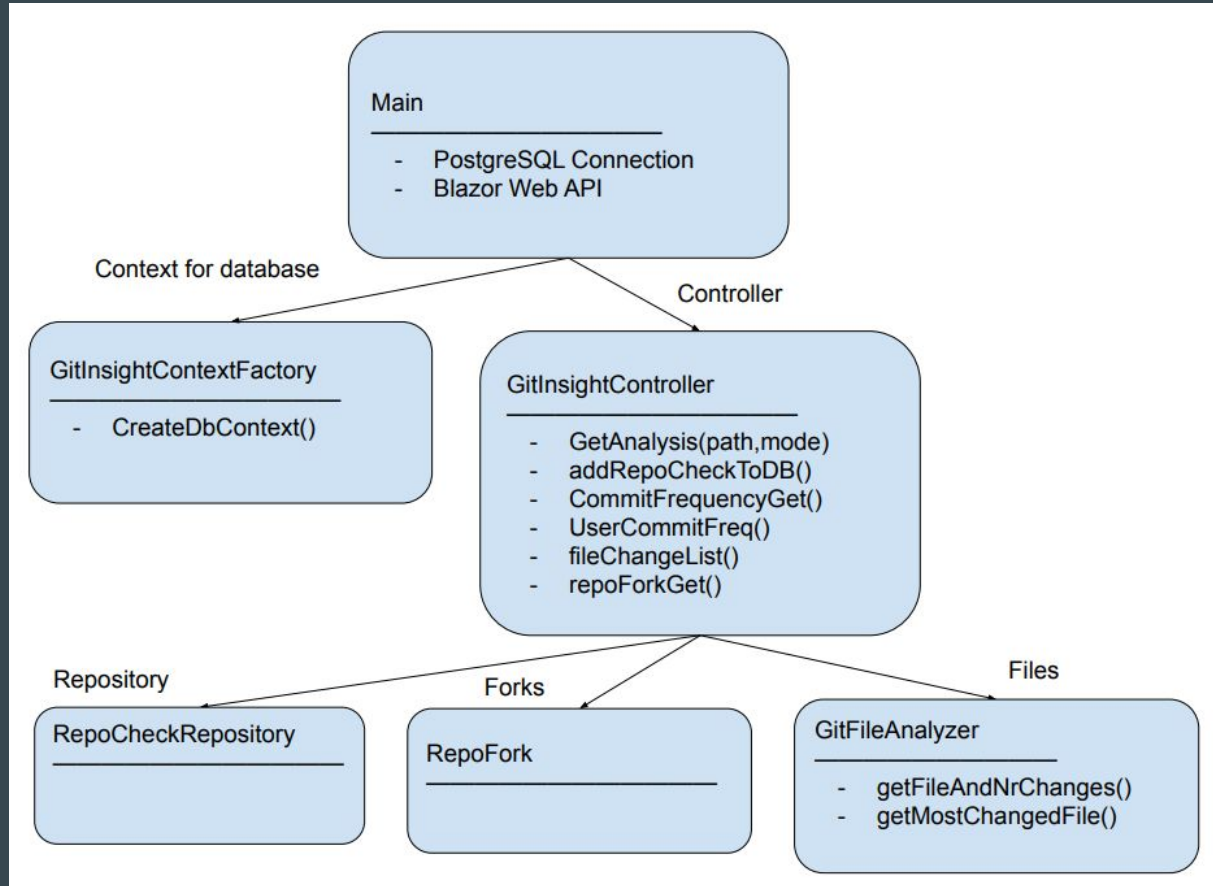 Main
- PostgreSQL Connection
- Blazor Web API
Context for database
Controller
GitInsightContextFactory
- CreateDbContext()
GitInsightController
- GetAnalysis(path,mode)
- addRepoCheckToDB()
- CommitFrequencyGet()
- UserCommitFreq()
- fileChangeList()
- repoForkGet()
Repository
Forks
Files
RepoCheckRepository
RepoFork
GitFileAnalyzer
- getFileAndNrChanges()
- getMostChangedFile()